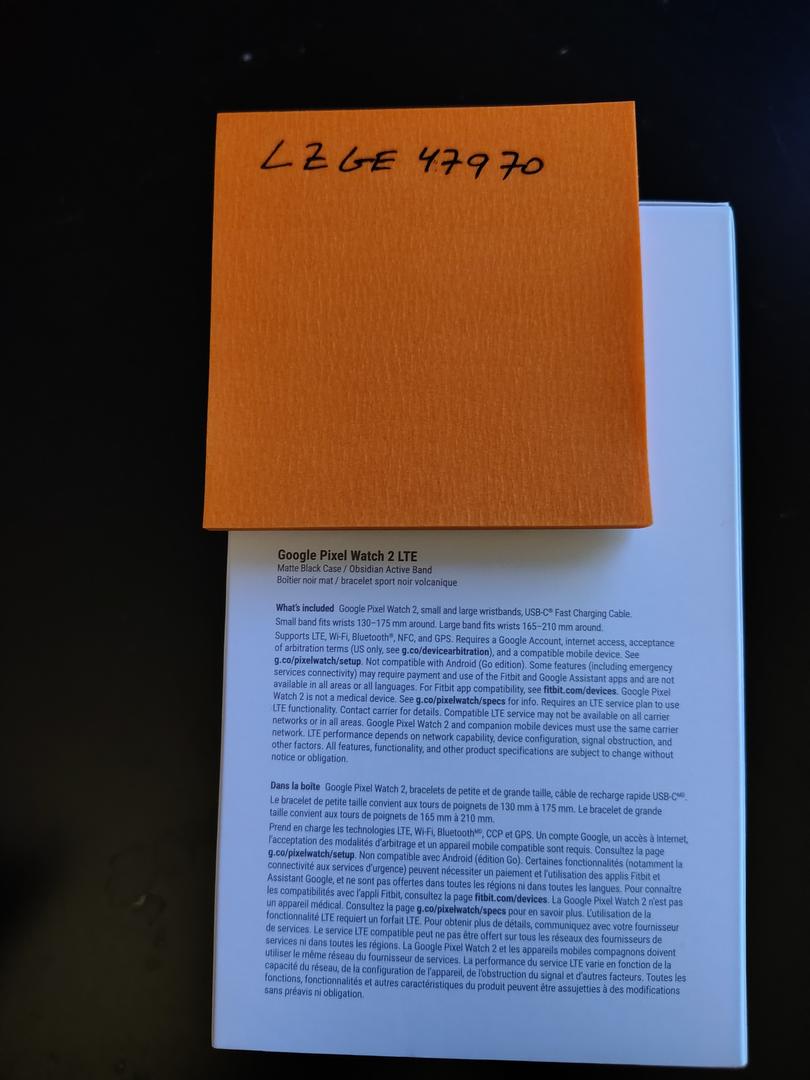 LZGE 47970
Google Pixel Watch 2 LTE
Matte Black Case / Obsidian Active Band
Boîtier noir mat / bracelet sport noir volcanique
What's included Google Pixel Watch 2, small and large wristbands, USB-C® Fast Charging Cable.
Small band fits wrists 130–175 mm around. Large band fits wrists 165–210 mm around.
Supports LTE, Wi-Fi, Bluetooth®, NFC, and GPS. Requires a Google Account, internet access, acceptance
of arbitration terms (US only, see g.co/devicearbitration), and a compatible mobile device. See
g.co/pixelwatch/setup. Not compatible with Android (Go edition). Some features (including emergency
services connectivity) may require payment and use of the Fitbit and Google Assistant apps and are not
available in all areas or all languages. For Fitbit app compatibility, see fitbit.com/devices. Google Pixel
Watch 2 is not a medical device. See g.co/pixelwatch/specs for info. Requires an LTE service plan to use
LTE functionality. Contact carrier for details. Compatible LTE service may not be available on all carrier
networks or in all areas. Google Pixel Watch 2 and companion mobile devices must use the same carrier
network. LTE performance depends on network capability, device configuration, signal obstruction, and
other factors. All features, functionality, and other product specifications are subject to change without
notice or obligation.
Dans la boîte Google Pixel Watch 2, bracelets de petite et de grande taille, câble de recharge rapide USB-Cᴹᴰ.
Le bracelet de petite taille convient aux tours de poignets de 130 mm à 175 mm. Le bracelet de grande
taille convient aux tours de poignets de 165 mm à 210 mm.
Prend en charge les technologies LTE, Wi-Fi, Bluetoothᴹᴰ, CCP et GPS. Un compte Google, un accès à Internet,
l'acceptation des modalités d'arbitrage et un appareil mobile compatible sont requis. Consultez la page
g.co/pixelwatch/setup. Non compatible avec Android (édition Go). Certaines fonctionnalités (notamment la
connectivité aux services d'urgence) peuvent nécessiter un paiement et l'utilisation des applis Fitbit et
Assistant Google, et ne sont pas offertes dans toutes les régions ni dans toutes les langues. Pour connaître
les compatibilités avec l'appli Fitbit, consultez la page fitbit.com/devices. La Google Pixel Watch 2 n'est pas
un appareil médical. Consultez la page g.co/pixelwatch/specs pour en savoir plus. L'utilisation de la
fonctionnalité LTE requiert un forfait LTE. Pour obtenir plus de détails, communiquez avec votre fournisseur
de services. Le service LTE compatible peut ne pas être offert sur tous les réseaux des fournisseurs de
services ni dans toutes les régions. La Google Pixel Watch 2 et les appareils mobiles compagnons doivent
utiliser le même réseau du fournisseur de services. La performance du service LTE varie en fonction de la
capacité du réseau, de la configuration de l'appareil, de l'obstruction du signal et d'autres facteurs. Toutes les
fonctions, fonctionnalités et autres caractéristiques du produit peuvent être assujetties à des modifications
sans préavis ni obligation.